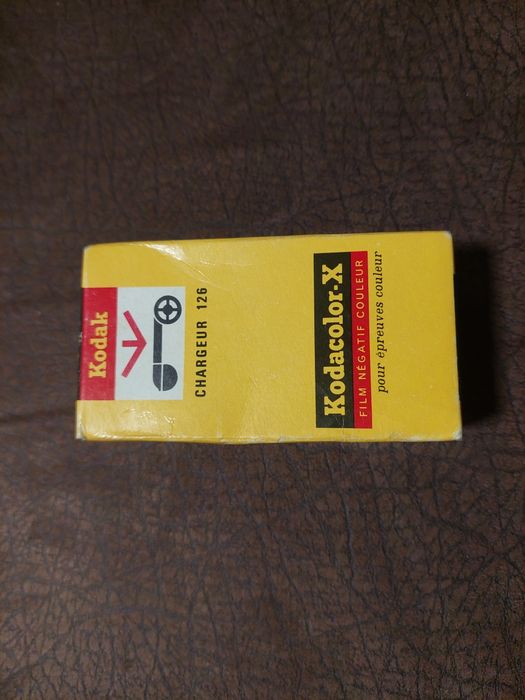 Kodak
CHARGEUR 126
Kodacolor-X
FILM NÉGATIF COULEUR
pour épreuves couleur